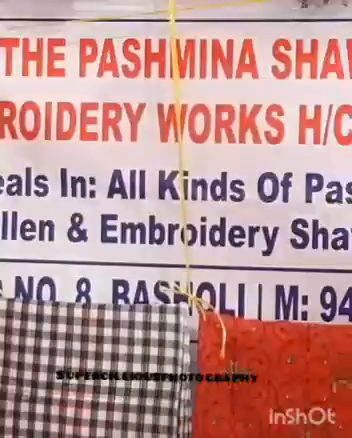 THE PASHMINA SHA
ROIDERY WORKS H/C
eals In: All Kinds Of Pas
llen & Embroidery Sha
NO. 8, BASHOLI | M: 94
SUPERCILIOUSPHOTOGRAPHY
InShOt